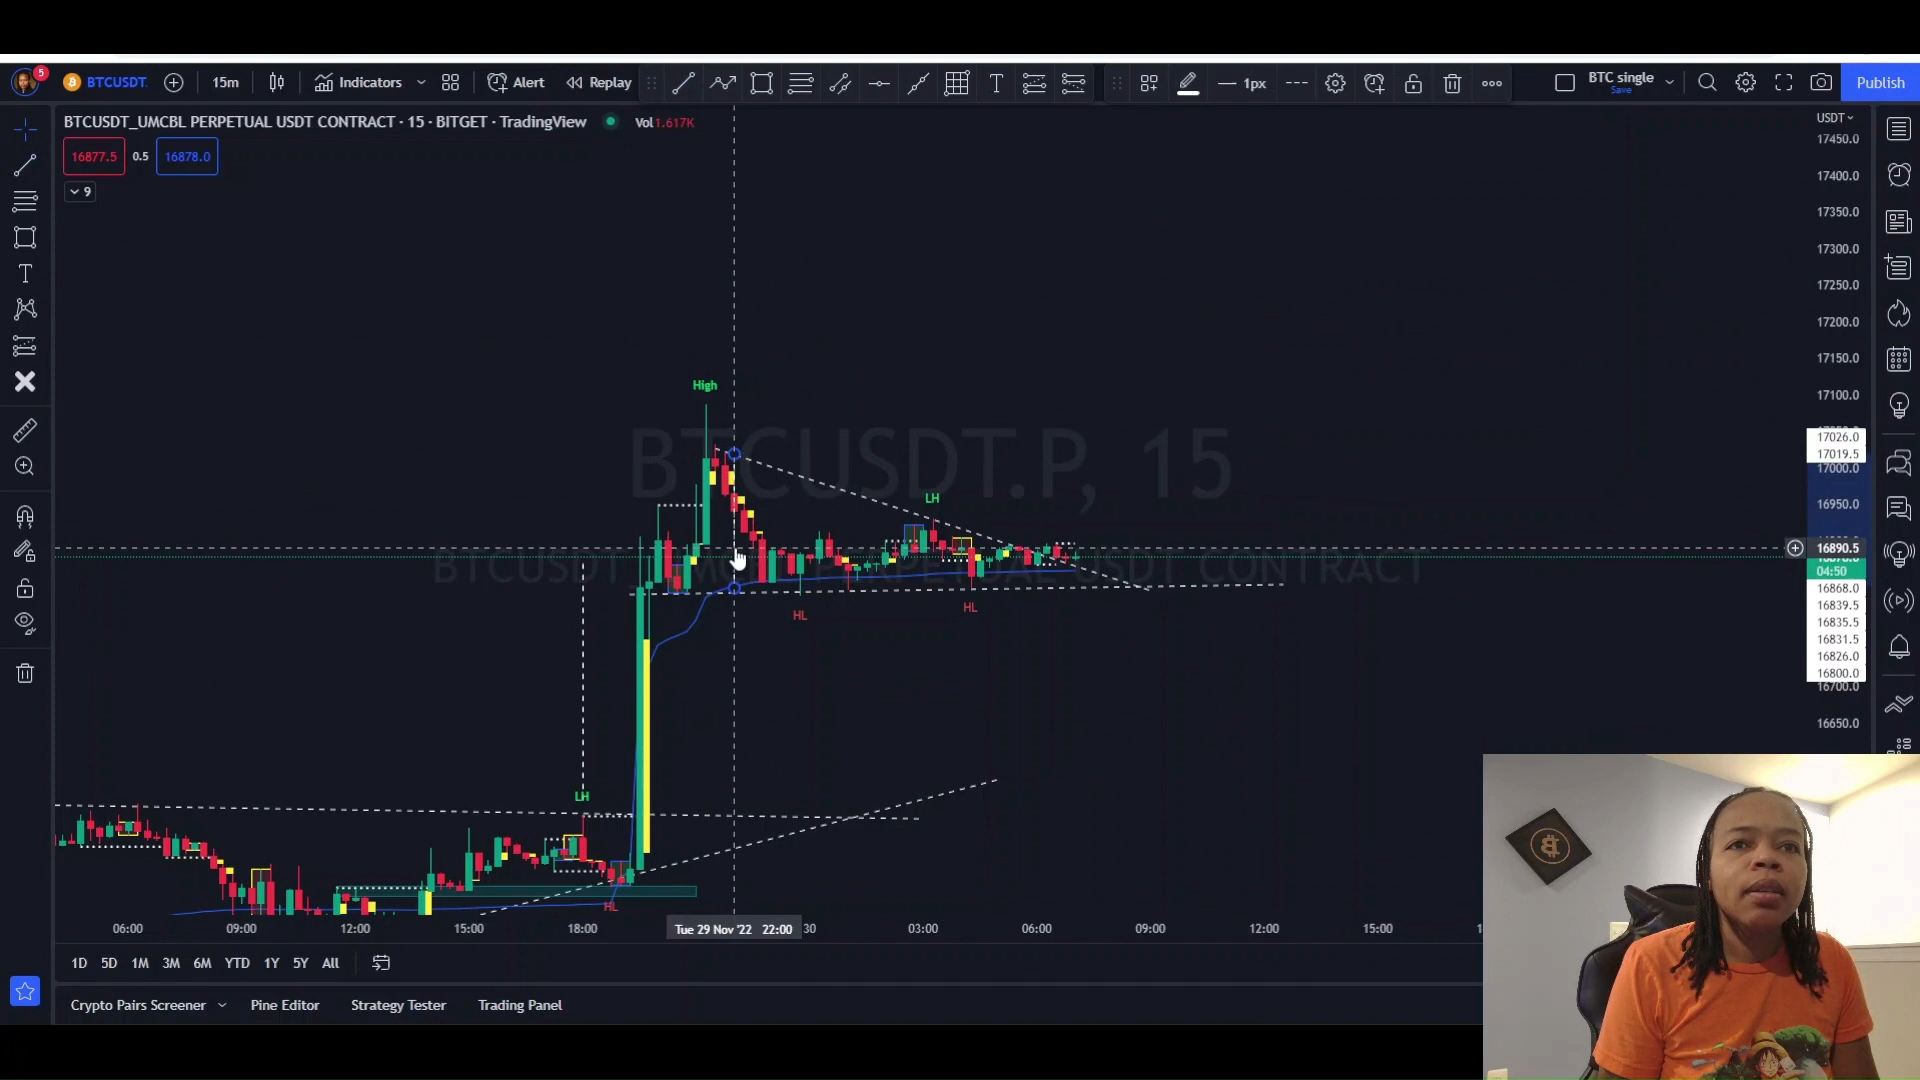 5
BTCUSDT.
15m
Indicators
Alert
Replay
T
1px
BTC single
Save
Publish
BTCUSDT_UMCBL PERPETUAL USDT CONTRACT · 15 · BITGET · TradingView
Vol 1.617K
16877.5
0.5
16878.0
9
USDT
17450.0
17400.0
17350.0
17300.0
17250.0
17200.0
17150.0
17100.0
17026.0
17019.5
17000.0
16950.0
16890.5
04:50
16868.0
16839.5
16835.5
16831.5
16826.0
16800.0
16700.0
16650.0
High
BTCUSDT.P, 15
LH
HL
HL
LH
HL
06:00
09:00
12:00
15:00
18:00
Tue 29 Nov '22 22:00
30
03:00
06:00
09:00
12:00
15:00
1D
5D
1M
3M
6M
YTD
1Y
5Y
All
Crypto Pairs Screener
Pine Editor
Strategy Tester
Trading Panel